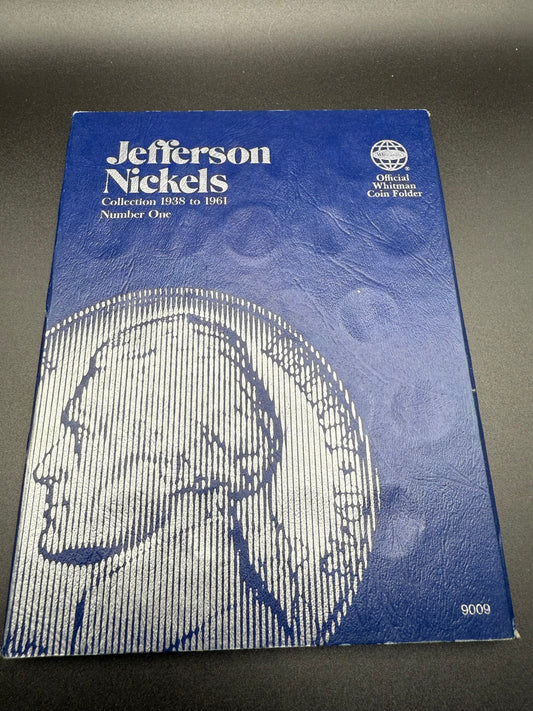 Jefferson
Nickels
Collection 1938 to 1961
Number One
®
Official
Whitman
Coin Folder
9009